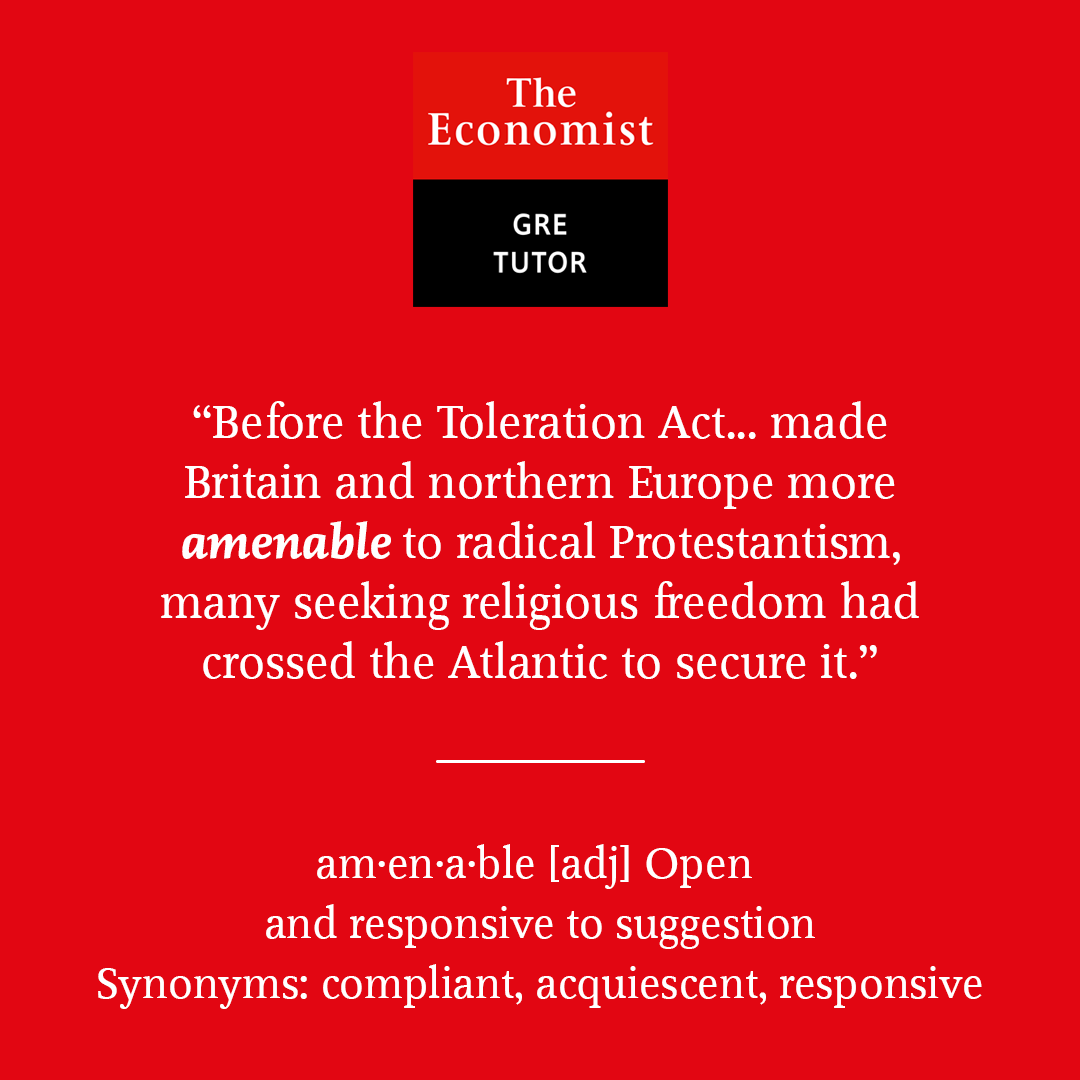 The
Economist
GRE
TUTOR
“Before the Toleration Act... made
Britain and northern Europe more
amenable to radical Protestantism,
many seeking religious freedom had
crossed the Atlantic to secure it.”
am·en·a·ble [adj] Open
and responsive to suggestion
Synonyms: compliant, acquiescent, responsive